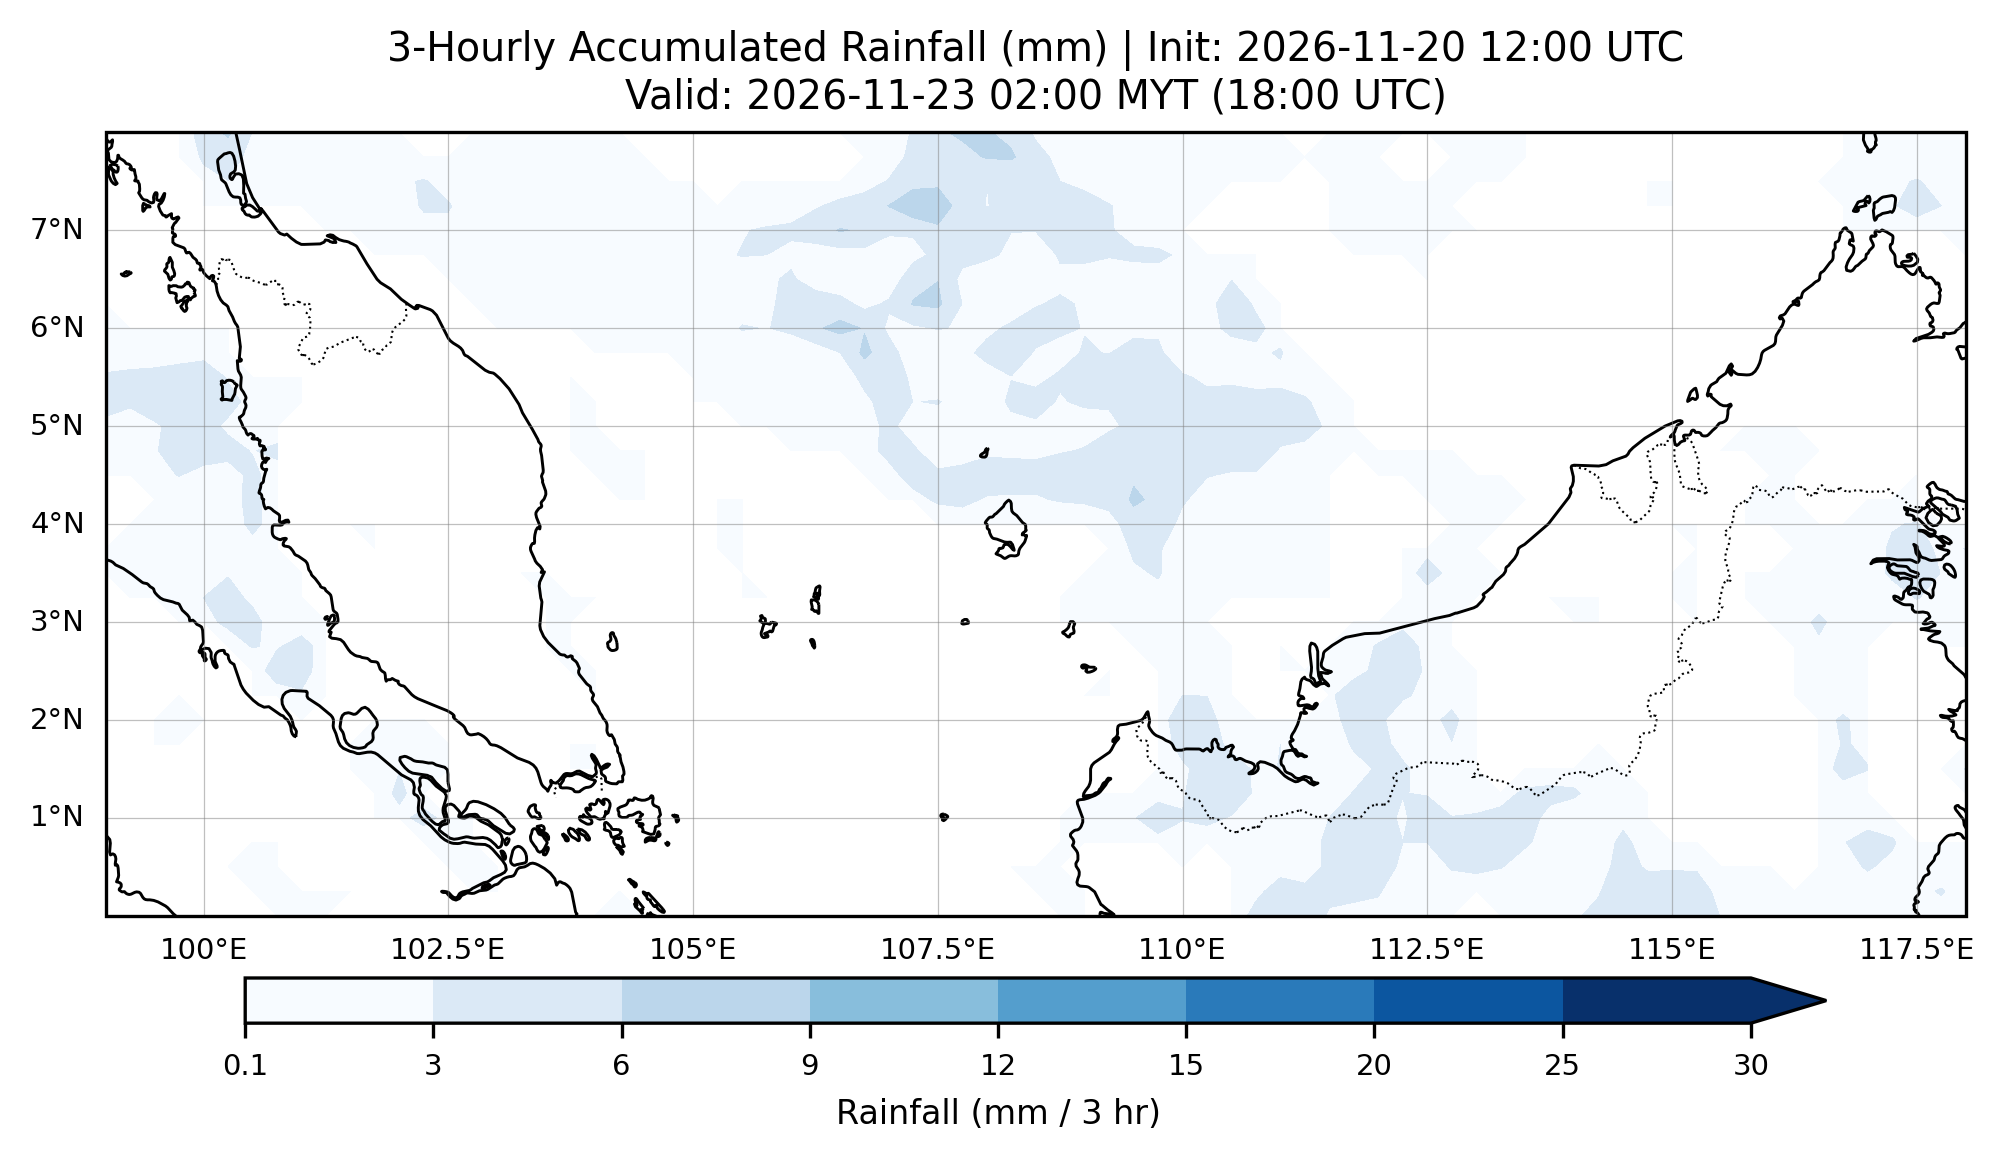 3-Hourly Accumulated Rainfall (mm) | Init: 2026-11-20 12:00 UTC
Valid: 2026-11-23 02:00 MYT (18:00 UTC)
7°N
6°N
5°N
4°N
3°N
2°N
1°N
100°E 102.5°E 105°E 107.5°E 110°E 112.5°E 115°E 117.5°E
0.1 3 6 9 12 15 20 25 30
Rainfall (mm / 3 hr)